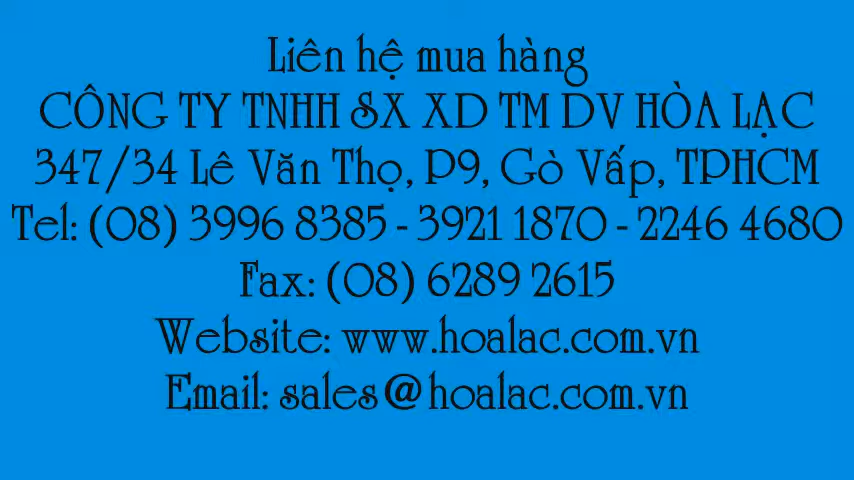 Liên hệ mua hàng
CÔNG TY TNHH SX XD TM DV HÒA LẠC
347/34 Lê Văn Thọ, P9, Gò Vấp, TPHCM
Tel: (08) 3996 8385 - 3921 1870 - 2246 4680
Fax: (08) 6289 2615
Website: www.hoalac.com.vn
Email: sales@hoalac.com.vn